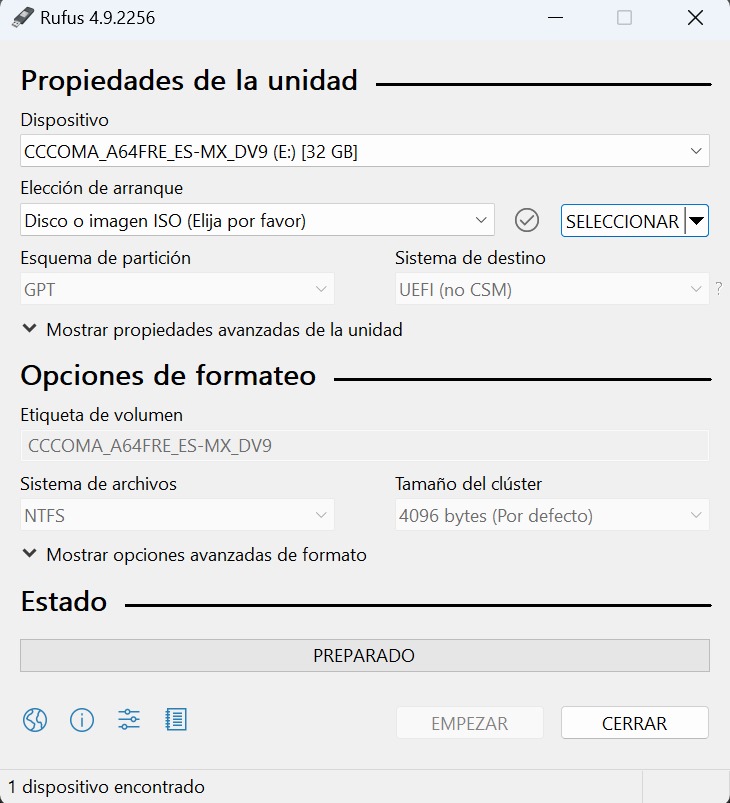 Rufus 4.9.2256
Propiedades de la unidad
Dispositivo
CCCOMA_A64FRE_ES-MX_DV9 (E:) [32 GB]
Elección de arranque
Disco o imagen ISO (Elija por favor)
SELECCIONAR
Esquema de partición
Sistema de destino
GPT
UEFI (no CSM)
?
Mostrar propiedades avanzadas de la unidad
Opciones de formateo
Etiqueta de volumen
CCCOMA_A64FRE_ES-MX_DV9
Sistema de archivos
Tamaño del clúster
NTFS
4096 bytes (Por defecto)
Mostrar opciones avanzadas de formato
Estado
PREPARADO
EMPEZAR
CERRAR
1 dispositivo encontrado